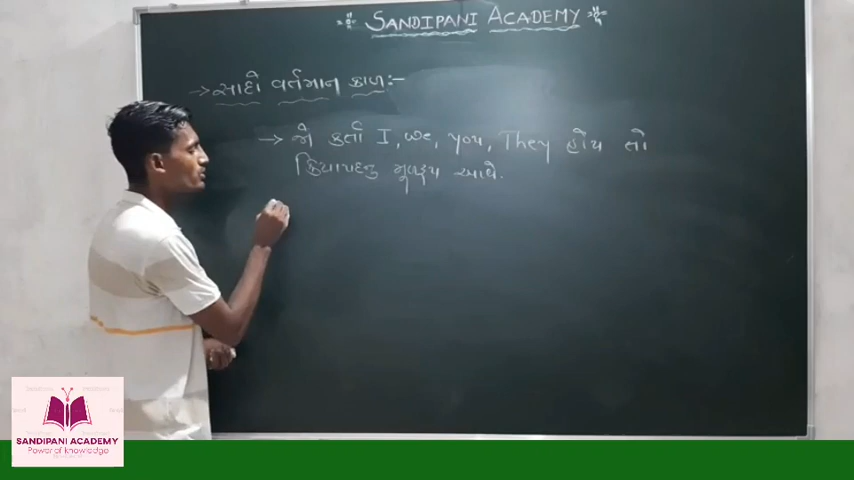 SANDIPANI ACADEMY
→ સાદો વર્તમાન કાળ:-
→ જો કર્તા I, we, you, They હોય તો
ક્રિયાપદનુ મૂળરૂપ આવે.
SANDIPANI ACADEMY
Power of knowledge